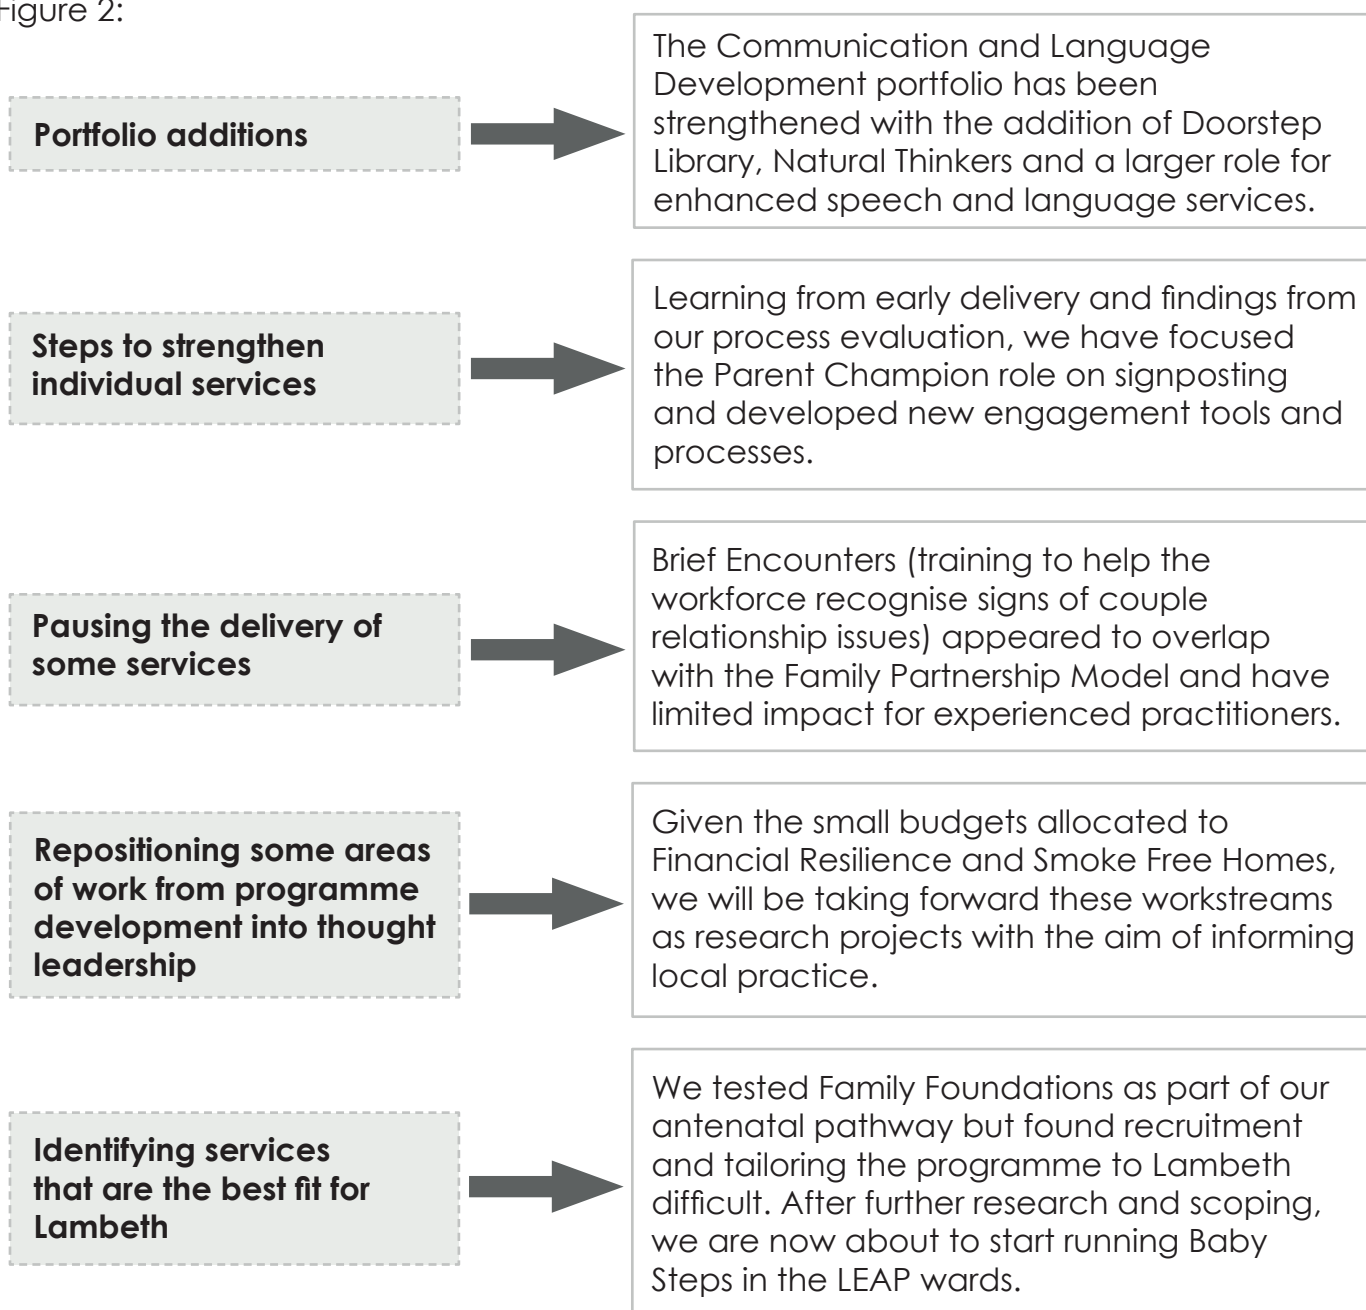 Figure 2:
Portfolio additions
The Communication and Language
Development portfolio has been
strengthened with the addition of Doorstep
Library, Natural Thinkers and a larger role for
enhanced speech and language services.
Steps to strengthen
individual services
Learning from early delivery and findings from
our process evaluation, we have focused
the Parent Champion role on signposting
and developed new engagement tools and
processes.
Pausing the delivery of
some services
Brief Encounters (training to help the
workforce recognise signs of couple
relationship issues) appeared to overlap
with the Family Partnership Model and have
limited impact for experienced practitioners.
Repositioning some areas
of work from programme
development into thought
leadership
Given the small budgets allocated to
Financial Resilience and Smoke Free Homes,
we will be taking forward these workstreams
as research projects with the aim of informing
local practice.
Identifying services
that are the best fit for
Lambeth
We tested Family Foundations as part of our
antenatal pathway but found recruitment
and tailoring the programme to Lambeth
difficult. After further research and scoping,
we are now about to start running Baby
Steps in the LEAP wards.